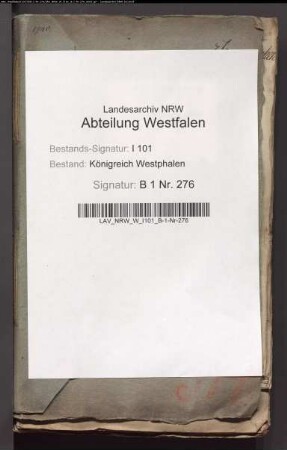 Landesarchiv NRW
Abteilung Westfalen
Bestands-Signatur: I 101
Bestand: Königreich Westphalen
Signatur: B 1 Nr. 276
LAV_NRW_W_I101_B-1-Nr-276